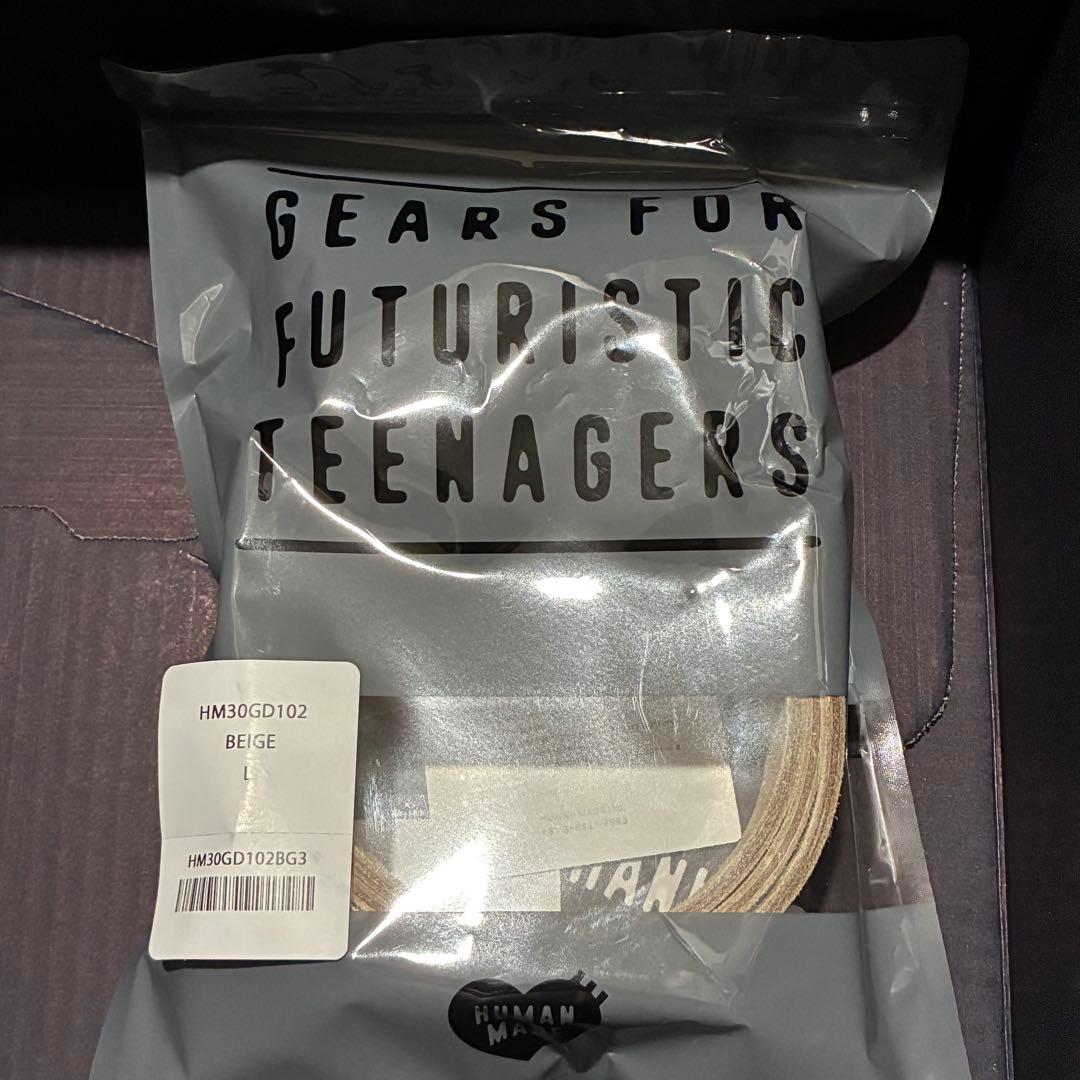 GEARS FOR
FUTURISTIC
TEENAGERS
HM30GD102
BEIGE
L
HM30GD102BG3
HUMAN
MADE